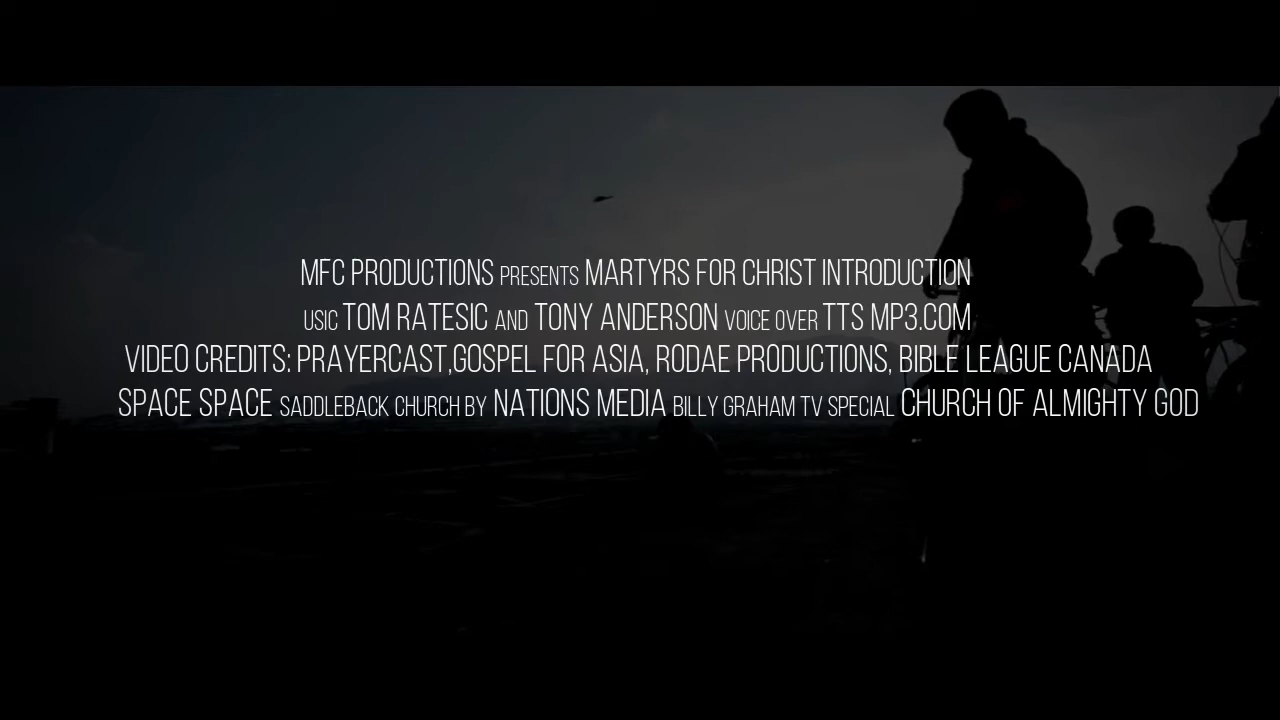 MFC PRODUCTIONS PRESENTS MARTYRS FOR CHRIST INTRODUCTION
USIC TOM RATESIC AND TONY ANDERSON VOICE OVER TTS MP3.COM
VIDEO CREDITS: PRAYERCAST,GOSPEL FOR ASIA, RODAE PRODUCTIONS, BIBLE LEAGUE CANADA
SPACE SPACE SADDLEBACK CHURCH BY NATIONS MEDIA BILLY GRAHAM TV SPECIAL CHURCH OF ALMIGHTY GOD